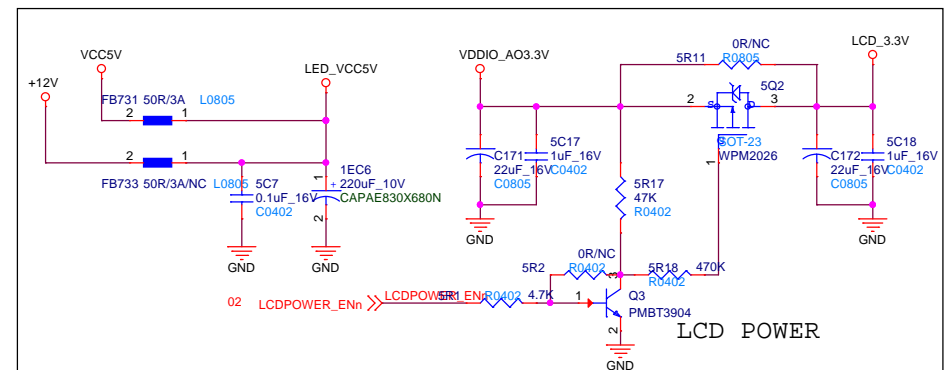 VCC5V
+12V
LED_VCC5V
FB731 50R/3A L0805
2 1
2 1
FB733 50R/3A/NC L0805
5C7
0.1uF_16V
C0402
1
1EC6
+
220uF_10V
CAPAE830X680N
2
GND
GND
VDDIO_AO3.3V
0R/NC
5R11 R0805
LCD_3.3V
5Q2
2 S D 3
G
SOT-23
WPM2026
1
C171
22uF_16V
C0805
5C17
1uF_16V
C0402
GND
C172
22uF_16V
C0805
5C18
1uF_16V
C0402
GND
5R17
47K
R0402
0R/NC
5R2 R0402
3
5R18 470K
R0402
02
LCDPOWER_ENn
LCDPOWER_ENn
5R1 R0402 4.7K
1
Q3
PMBT3904
2
GND
LCD POWER